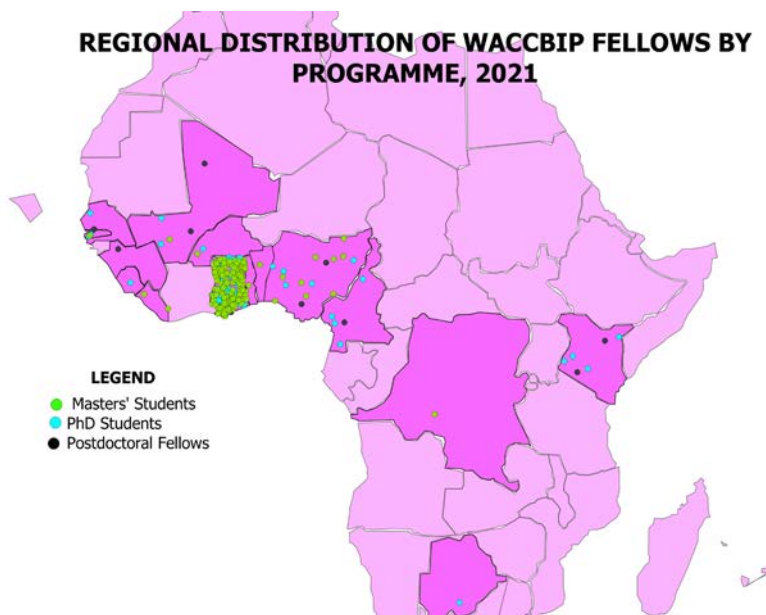 REGIONAL DISTRIBUTION OF WACCBIP FELLOWS BY
PROGRAMME, 2021
LEGEND
Masters' Students
PhD Students
Postdoctoral Fellows